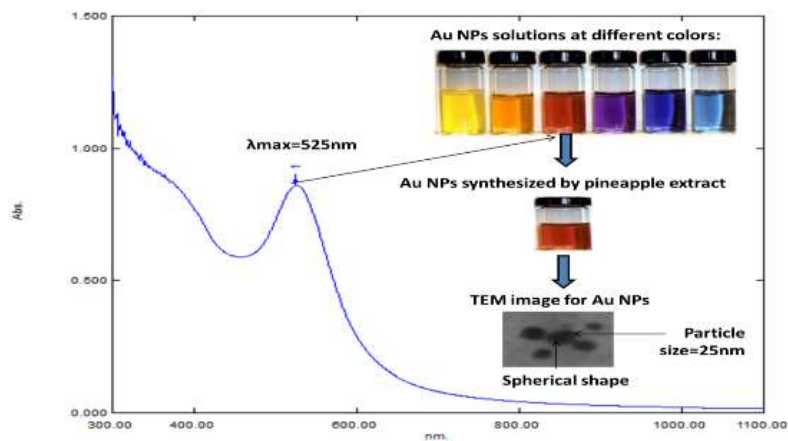 1.500
Au NPs solutions at different colors:
λmax=525nm
1.000
Au NPs synthesized by pineapple extract
Abs.
0.500
TEM image for Au NPs
Particle
size=25nm
Spherical shape
0.000
300.00 400.00 600.00 800.00 1000.00 1100.00
nm.